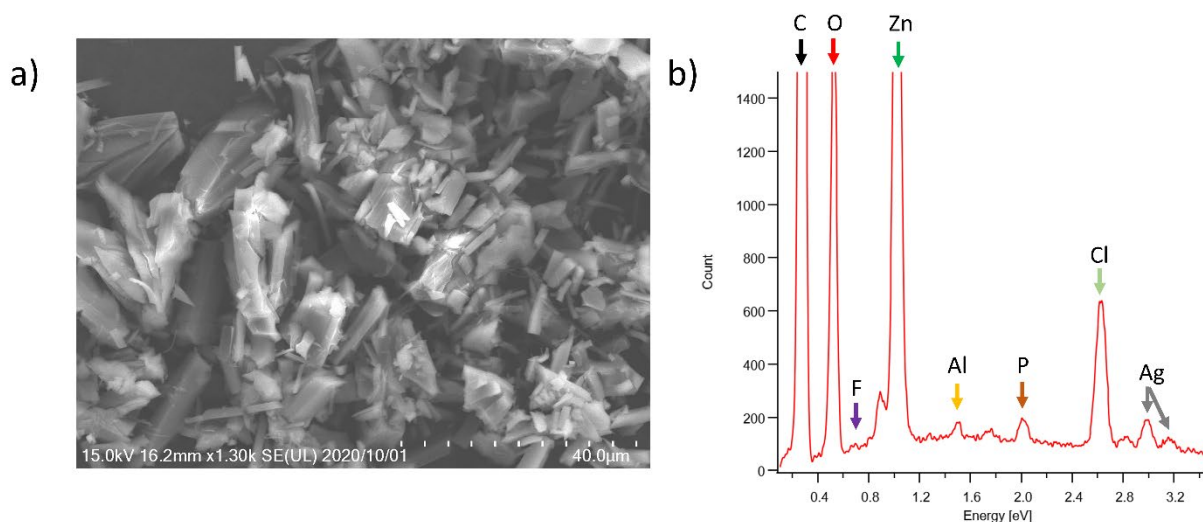 a)
15.0kV 16.2mm x1.30k SE(UL) 2020/10/01 40.0µm
b)
C O Zn
1400
1200
1000
800
600
400
200
0
Count
F
Al
P
Cl
Ag
0.4 0.8 1.2 1.6 2.0 2.4 2.8 3.2
Energy [eV]